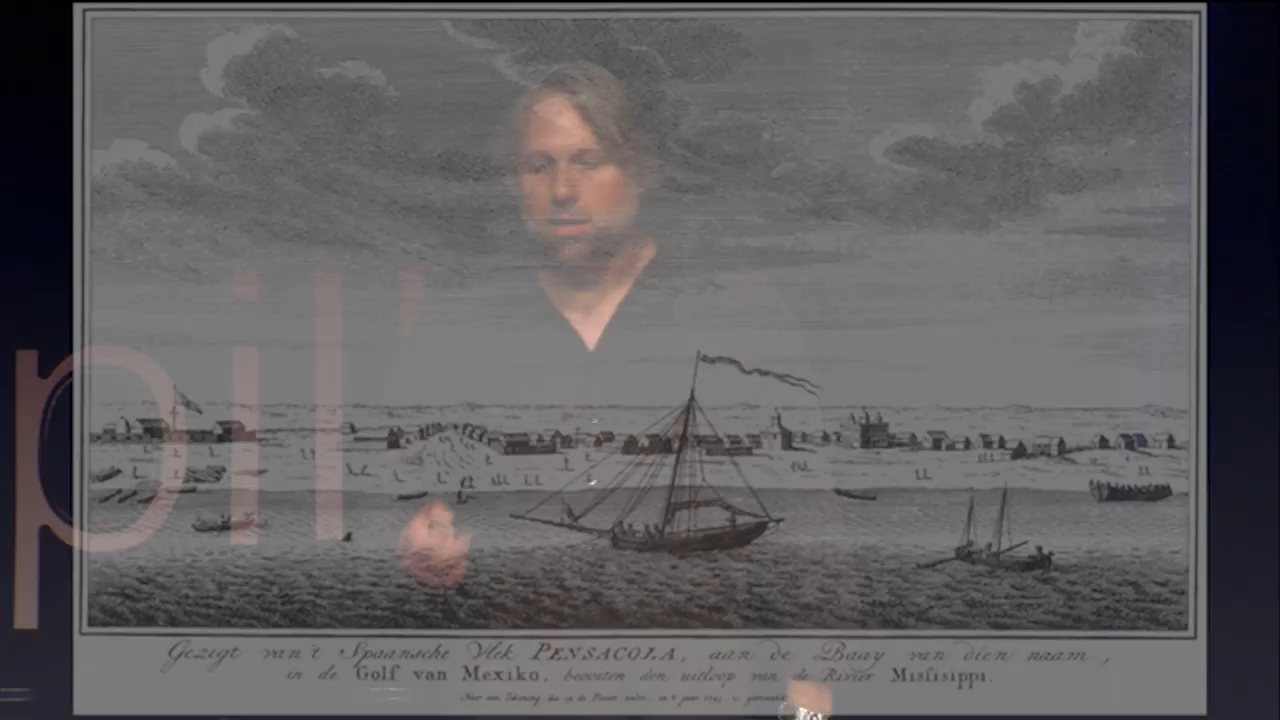 pill
Gezigt van't Spaansche Vlek PENSACOLA, aan de Baay van dien naam,
in de Golf van Mexiko, beoosten den uitloop van de Rivier Missisippi.